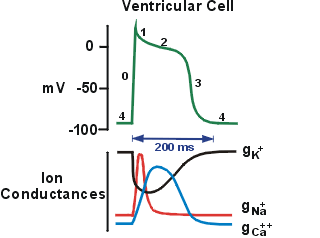 Ventricular Cell
1
2
0
mV
0
-50
3
4
4
-100
200 ms
Ion
Conductances
gK+
gNa+
gCa++